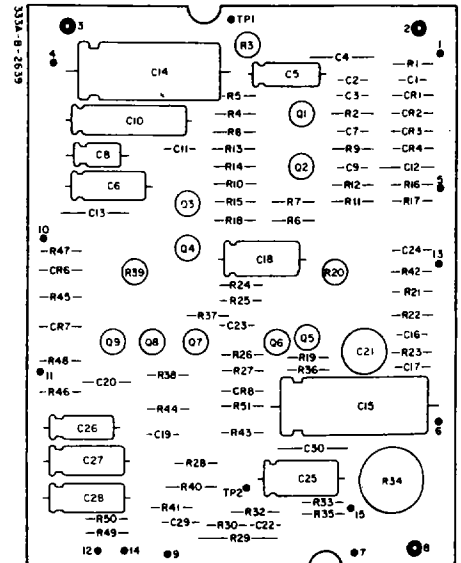 333A-B-2639
3 TP1 2
R3 1
4 C4 R1
C14 C5 C2 C1
R5 C3 CR1
C10 R4 Q1 R2 CR2
R6 C7 CR3
C8 C11 R13 R9 CR4
R14 Q2 C9 C12
C6 R10 R12 R16 5
Q3 R15 R7 R11 R17
C13 R18 R6
10
R47 Q4 C24 13
CR6 R39 C18 R20 R42
R24 R21
R45 R25
R37 R22
CR7 C23 C16
Q9 Q8 Q7 Q6 Q5
R48 R26 R19 C21 R23
11 R38 R27 R36 C17
R46 C20 CR8
R44 R51 C15
C26 C19 R43 6
C30
C27 R28
C25 R34
C28 R40 TP2
R41 R33
R50 R32 R35 15
R49 C29 R30 C22
R29
12 14 9 7 8